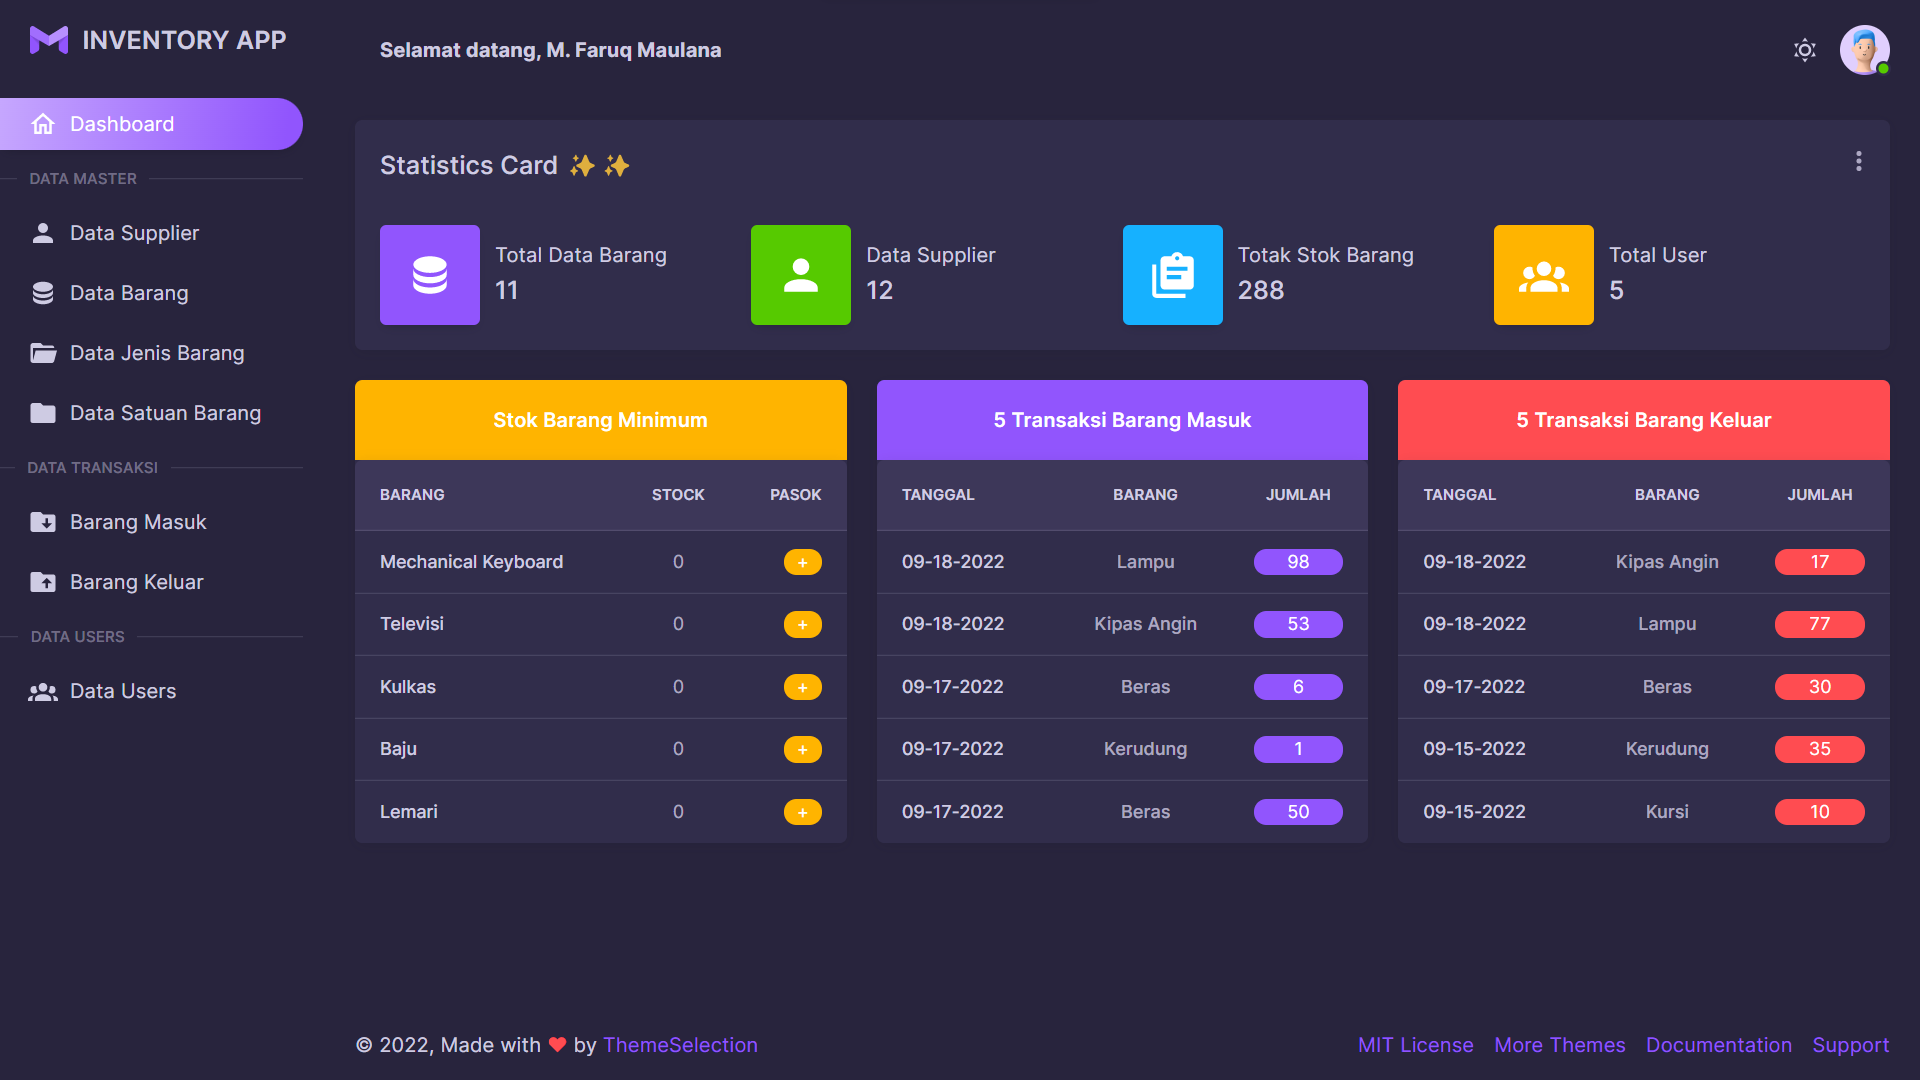 INVENTORY APP
Selamat datang, M. Faruq Maulana
Dashboard
DATA MASTER
Data Supplier
Data Barang
Data Jenis Barang
Data Satuan Barang
DATA TRANSAKSI
Barang Masuk
Barang Keluar
DATA USERS
Data Users
Statistics Card ✨ ✨
Total Data Barang
11
Data Supplier
12
Totak Stok Barang
288
Total User
5
Stok Barang Minimum
BARANG STOCK PASOK
Mechanical Keyboard 0 +
Televisi 0 +
Kulkas 0 +
Baju 0 +
Lemari 0 +
5 Transaksi Barang Masuk
TANGGAL BARANG JUMLAH
09-18-2022 Lampu 98
09-18-2022 Kipas Angin 53
09-17-2022 Beras 6
09-17-2022 Kerudung 1
09-17-2022 Beras 50
5 Transaksi Barang Keluar
TANGGAL BARANG JUMLAH
09-18-2022 Kipas Angin 17
09-18-2022 Lampu 77
09-17-2022 Beras 30
09-15-2022 Kerudung 35
09-15-2022 Kursi 10
© 2022, Made with ❤ by ThemeSelection
MIT License More Themes Documentation Support